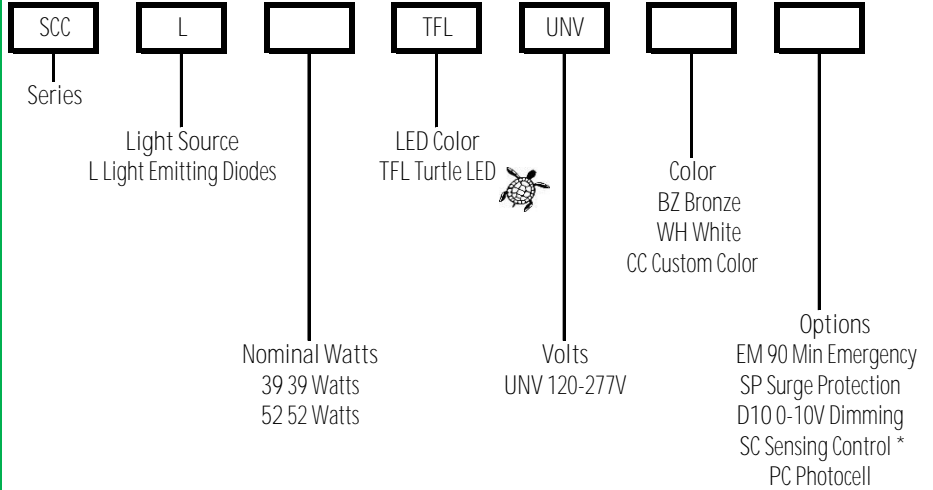 SCC L TFL UNV
Series
Light Source
L Light Emitting Diodes
LED Color
TFL Turtle LED
Color
BZ Bronze
WH White
CC Custom Color
Nominal Watts
39 39 Watts
52 52 Watts
Volts
UNV 120-277V
Options
EM 90 Min Emergency
SP Surge Protection
D10 0-10V Dimming
SC Sensing Control *
PC Photocell